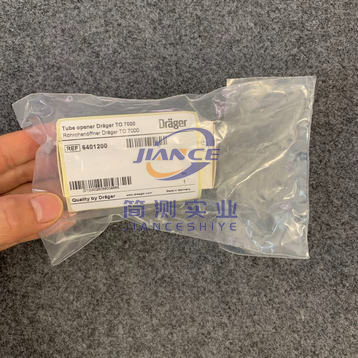 Tube opener Dräger TO 7000
Röhrchenöffner Dräger TO 7000
Dräger
REF 6401200
JIANCE
Quality by Dräger
www.draeger.com
Made in Germany
简测实业
JIANCESHIYE